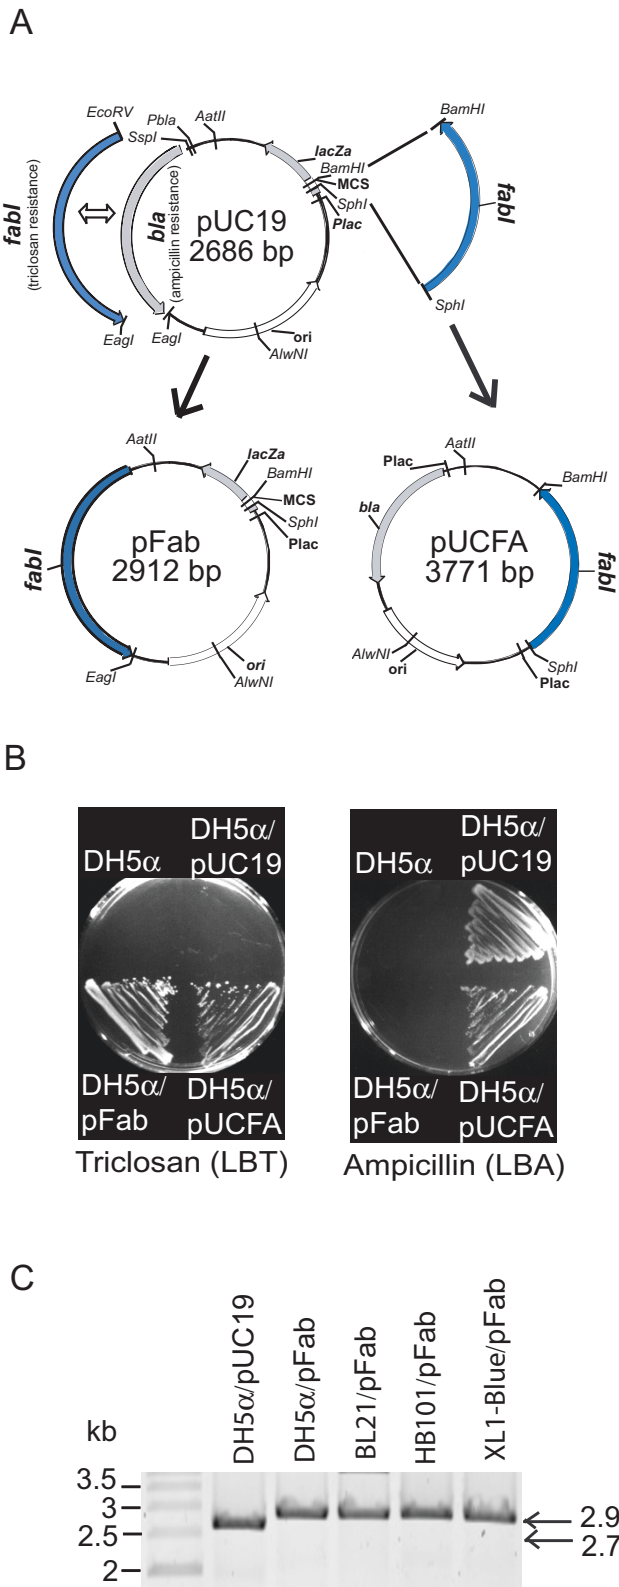 A
EcoRV
SspI
Pbla
AatII
lacZa
BamHI
MCS
SphI
Plac
fabI
(triclosan resistance)
bla
(ampicillin resistance)
pUC19
2686 bp
EagI
EagI
ori
AlwNI
BamHI
fabI
SphI
AatII
lacZa
BamHI
MCS
SphI
Plac
fabI
pFab
2912 bp
EagI
ori
AlwNI
Plac
AatII
BamHI
bla
pUCFA
3771 bp
fabI
AlwNI
ori
SphI
Plac
B
DH5α
DH5α/
pUC19
DH5α/
pFab
DH5α/
pUCFA
Triclosan (LBT)
DH5α
DH5α/
pUC19
DH5α/
pFab
DH5α/
pUCFA
Ampicillin (LBA)
C
DH5α/pUC19
DH5α/pFab
BL21/pFab
HB101/pFab
XL1-Blue/pFab
kb
3.5
3
2.5
2
2.9
2.7